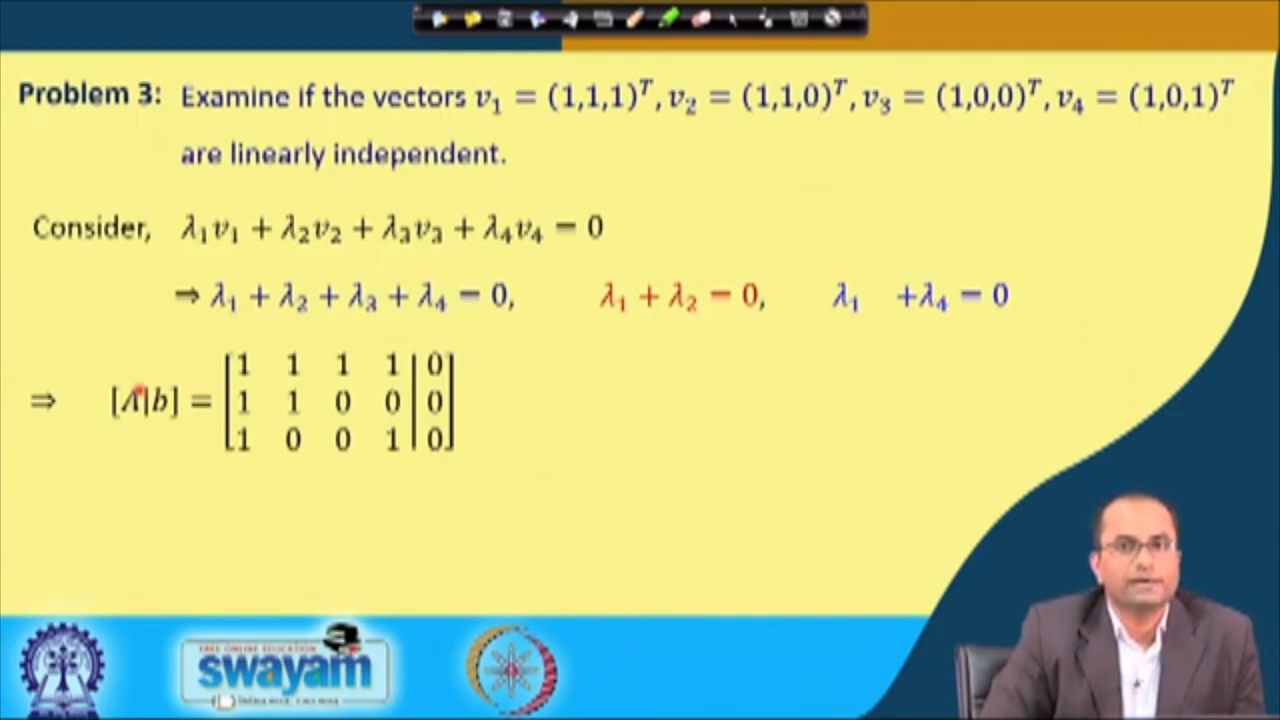 Problem 3: Examine if the vectors v₁ = (1,1,1)ᵀ, v₂ = (1,1,0)ᵀ, v₃ = (1,0,0)ᵀ, v₄ = (1,0,1)ᵀ
are linearly independent.
Consider, λ₁v₁ + λ₂v₂ + λ₃v₃ + λ₄v₄ = 0
⇒ λ₁ + λ₂ + λ₃ + λ₄ = 0, λ₁ + λ₂ = 0, λ₁ +λ₄ = 0
⇒ [A|b] = [1 1 1 1 | 0
1 1 0 0 | 0
1 0 0 1 | 0]
FREE ONLINE EDUCATION
swayam